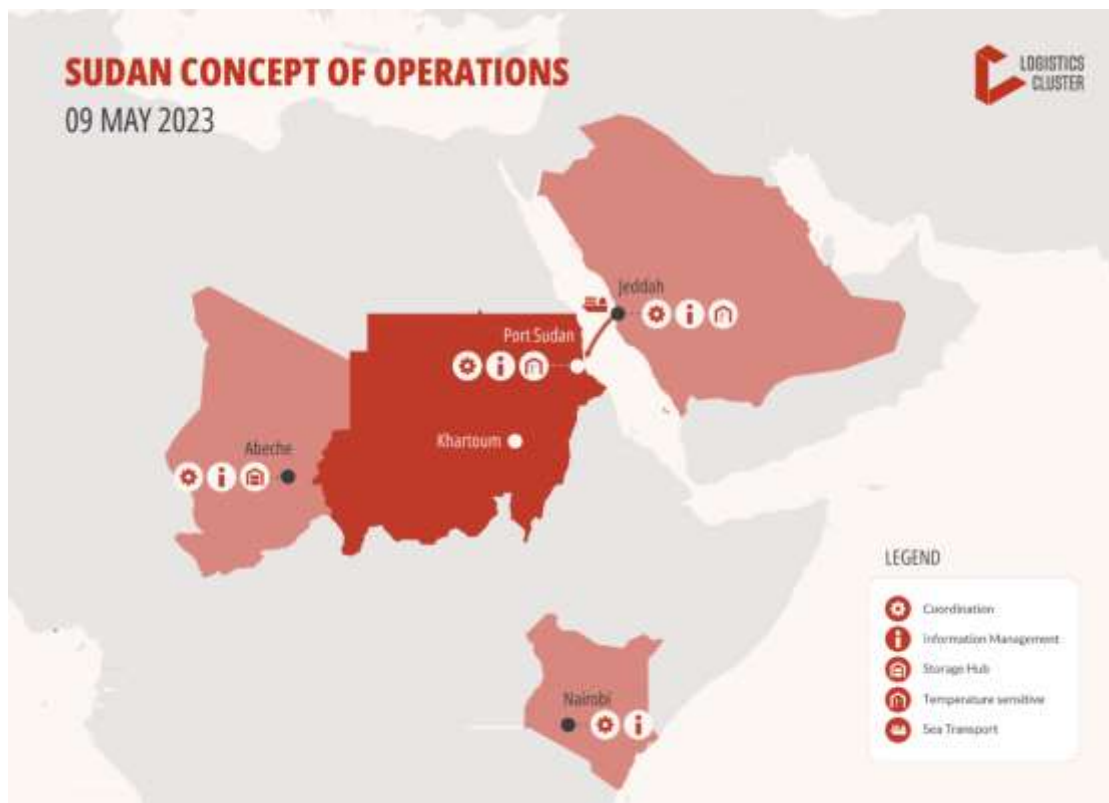 SUDAN CONCEPT OF OPERATIONS
09 MAY 2023
LOGISTICS
CLUSTER
Jeddah
Port Sudan
Khartoum
Abeche
Nairobi
LEGEND
Coordination
Information Management
Storage Hub
Temperature sensitive
Sea Transport